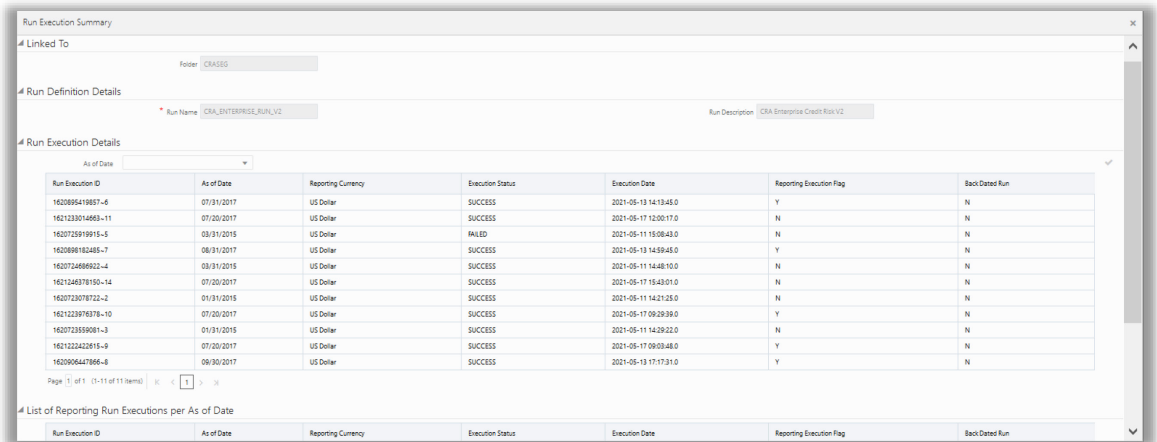 Run Execution Summary
Linked To
Folder CRASEG
Run Definition Details
* Run Name CRA_ENTERPRISE_RUN_V2 Run Description CRA Enterprise Credit Risk V2
Run Execution Details
As of Date
Run Execution ID As of Date Reporting Currency Execution Status Execution Date Reporting Execution Flag Back Dated Run
1620895419857~6 07/31/2017 US Dollar SUCCESS 2021-05-13 14:13:45.0 Y N
1621233014663~11 07/20/2017 US Dollar SUCCESS 2021-05-17 12:00:17.0 N N
1620725919915~5 03/31/2015 US Dollar FAILED 2021-05-11 15:08:43.0 N N
1620898182485~7 08/31/2017 US Dollar SUCCESS 2021-05-13 14:59:45.0 Y N
1620724686922~4 03/31/2015 US Dollar SUCCESS 2021-05-11 14:48:10.0 N N
1621246378150~14 07/20/2017 US Dollar SUCCESS 2021-05-17 15:43:01.0 N N
1620723078722~2 01/31/2015 US Dollar SUCCESS 2021-05-11 14:21:25.0 N N
1621223976378~10 07/20/2017 US Dollar SUCCESS 2021-05-17 09:29:39.0 Y N
1620723559081~3 01/31/2015 US Dollar SUCCESS 2021-05-11 14:29:22.0 N N
1621222422615~9 07/20/2017 US Dollar SUCCESS 2021-05-17 09:03:48.0 Y N
1620906447866~8 09/30/2017 US Dollar SUCCESS 2021-05-13 17:17:31.0 Y N
Page 1 of 1 (1-11 of 11 items) K < 1 > X
List of Reporting Run Executions per As of Date
Run Execution ID As of Date Reporting Currency Execution Status Execution Date Reporting Execution Flag Back Dated Run